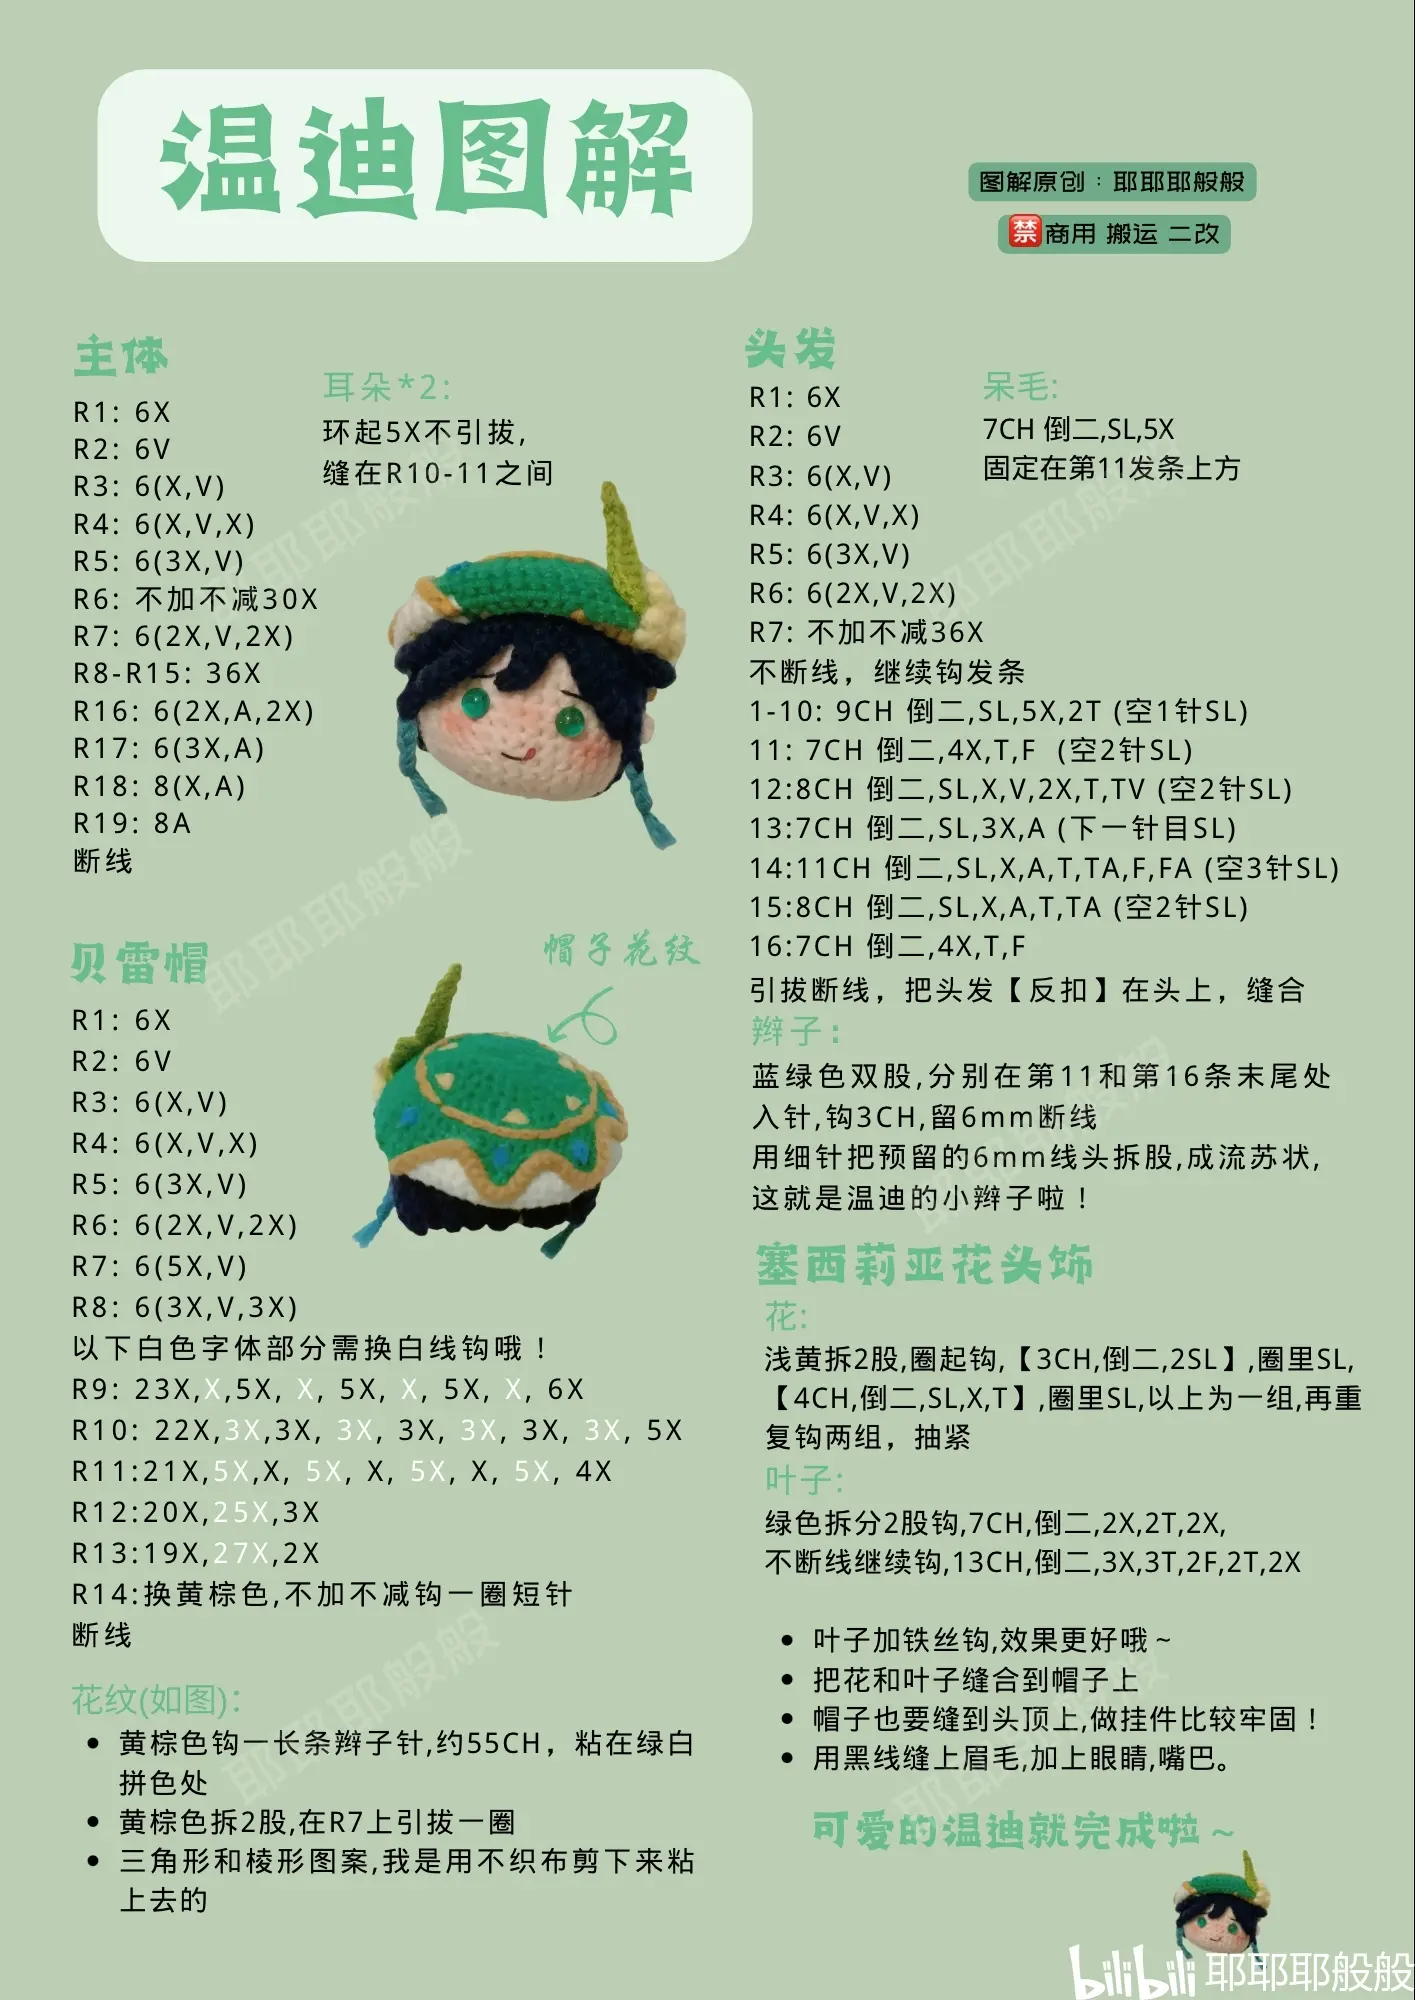 温迪图解
图解原创：耶耶耶般般
禁商用 搬运 二改
主体
R1: 6X
R2: 6V
R3: 6(X,V)
R4: 6(X,V,X)
R5: 6(3X,V)
R6: 不加不减30X
R7: 6(2X,V,2X)
R8-R15: 36X
R16: 6(2X,A,2X)
R17: 6(3X,A)
R18: 8(X,A)
R19: 8A
断线
耳朵*2:
环起5X不引拔,
缝在R10-11之间
贝雷帽
帽子花纹
R1: 6X
R2: 6V
R3: 6(X,V)
R4: 6(X,V,X)
R5: 6(3X,V)
R6: 6(2X,V,2X)
R7: 6(5X,V)
R8: 6(3X,V,3X)
以下白色字体部分需换白线钩哦！
R9: 23X,X,5X, X, 5X, X, 5X, X, 6X
R10: 22X,3X,3X, 3X, 3X, 3X, 3X, 3X, 5X
R11:21X,5X,X, 5X, X, 5X, X, 5X, 4X
R12:20X,25X,3X
R13:19X,27X,2X
R14:换黄棕色,不加不减钩一圈短针
断线
花纹(如图):
黄棕色钩一长条辫子针,约55CH，粘在绿白
拼色处
黄棕色拆2股,在R7上引拔一圈
三角形和棱形图案,我是用不织布剪下来粘
上去的
头发
R1: 6X
R2: 6V
R3: 6(X,V)
R4: 6(X,V,X)
R5: 6(3X,V)
R6: 6(2X,V,2X)
R7: 不加不减36X
不断线，继续钩发条
1-10: 9CH 倒二,SL,5X,2T (空1针SL)
11: 7CH 倒二,4X,T,F (空2针SL)
12:8CH 倒二,SL,X,V,2X,T,TV (空2针SL)
13:7CH 倒二,SL,3X,A (下一针目SL)
14:11CH 倒二,SL,X,A,T,TA,F,FA (空3针SL)
15:8CH 倒二,SL,X,A,T,TA (空2针SL)
16:7CH 倒二,4X,T,F
引拔断线，把头发【反扣】在头上，缝合
呆毛:
7CH 倒二,SL,5X
固定在第11发条上方
辫子：
蓝绿色双股,分别在第11和第16条末尾处
入针,钩3CH,留6mm断线
用细针把预留的6mm线头拆股,成流苏状,
这就是温迪的小辫子啦！
塞西莉亚花头饰
花:
浅黄拆2股,圈起钩,【3CH,倒二,2SL】,圈里SL,
【4CH,倒二,SL,X,T】,圈里SL,以上为一组,再重
复钩两组，抽紧
叶子:
绿色拆分2股钩,7CH,倒二,2X,2T,2X,
不断线继续钩,13CH,倒二,3X,3T,2F,2T,2X
叶子加铁丝钩,效果更好哦～
把花和叶子缝合到帽子上
帽子也要缝到头顶上,做挂件比较牢固！
用黑线缝上眉毛,加上眼睛,嘴巴。
可爱的温迪就完成啦～
bilibili 耶耶耶般般
耶耶耶般般
耶耶耶般般
耶耶耶般般
耶耶耶般般
耶耶耶般般
耶耶耶般般